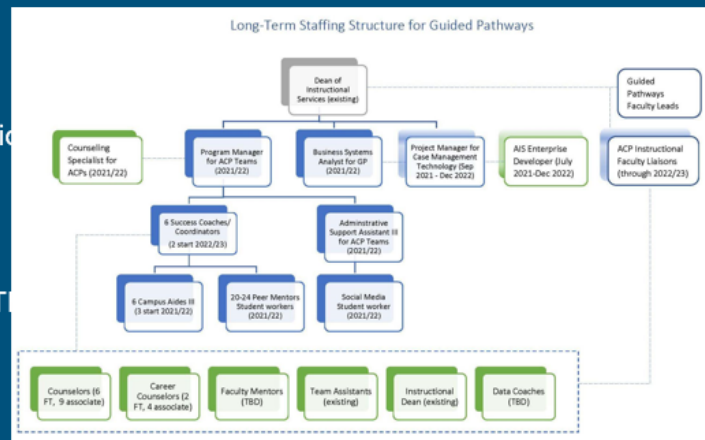 Long-Term Staffing Structure for Guided Pathways
Dean of
Instructional
Services (existing)
Guided
Pathways
Faculty Leads
Counseling
Specialist for
ACPs (2021/22)
Program Manager
for ACP Teams
(2021/22)
Business Systems
Analyst for GP
(2021/22)
Project Manager for
Case Management
Technology (Sep
2021 - Dec 2022)
AIS Enterprise
Developer (July
2021-Dec 2022)
ACP Instructional
Faculty Liaisons
(through 2022/23)
6 Success Coaches/
Coordinators
(2 start 2022/23)
Adminstrative
Support Assistant III
for ACP Teams
(2021/22)
6 Campus Aides III
(3 start 2021/22)
20-24 Peer Mentors
Student workers
(2021/22)
Social Media
Student worker
(2021/22)
Counselors (6
FT, 9 associate)
Career
Counselors (2
FT, 4 associate)
Faculty Mentors
(TBD)
Team Assistants
(existing)
Instructional
Dean (existing)
Data Coaches
(TBD)